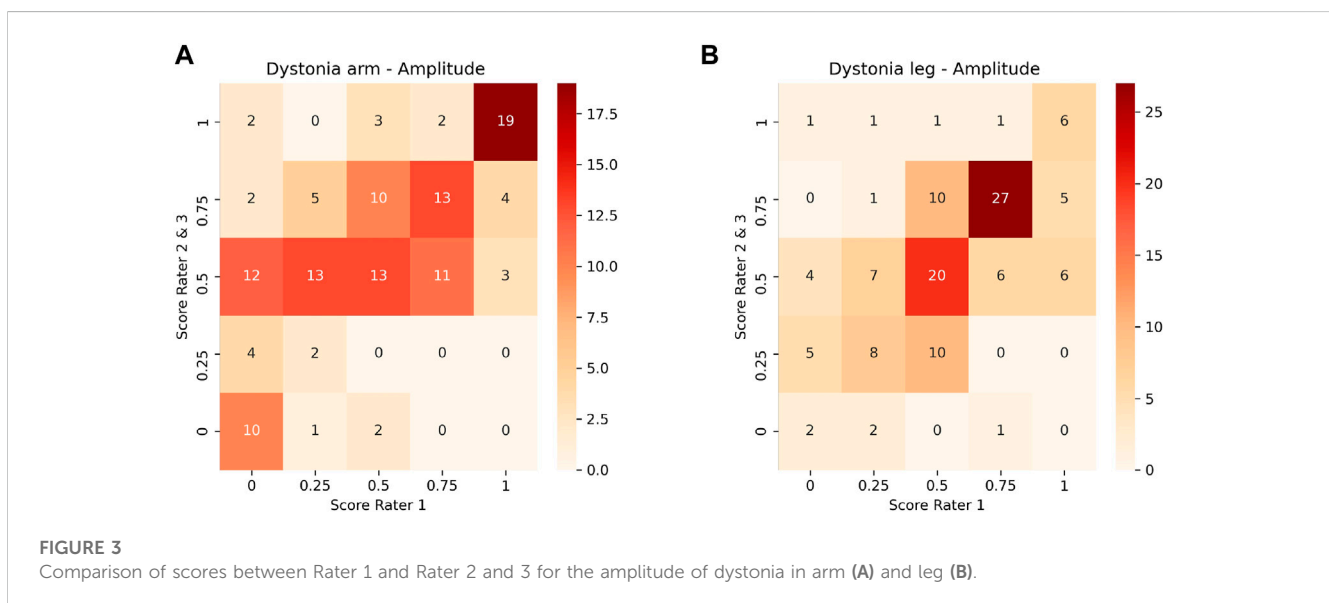 A
Dystonia arm - Amplitude
Score Rater 2 & 3
1 2 0 3 2 19
0.75 2 5 10 13 4
0.5 12 13 13 11 3
0.25 4 2 0 0 0
0 10 1 2 0 0
0 0.25 0.5 0.75 1
Score Rater 1
17.5
15.0
12.5
10.0
7.5
5.0
2.5
0.0
B
Dystonia leg - Amplitude
Score Rater 2 & 3
1 1 1 1 1 6
0.75 0 1 10 27 5
0.5 4 7 20 6 6
0.25 5 8 10 0 0
0 2 2 0 1 0
0 0.25 0.5 0.75 1
Score Rater 1
25
20
15
10
5
0
FIGURE 3
Comparison of scores between Rater 1 and Rater 2 and 3 for the amplitude of dystonia in arm (A) and leg (B).